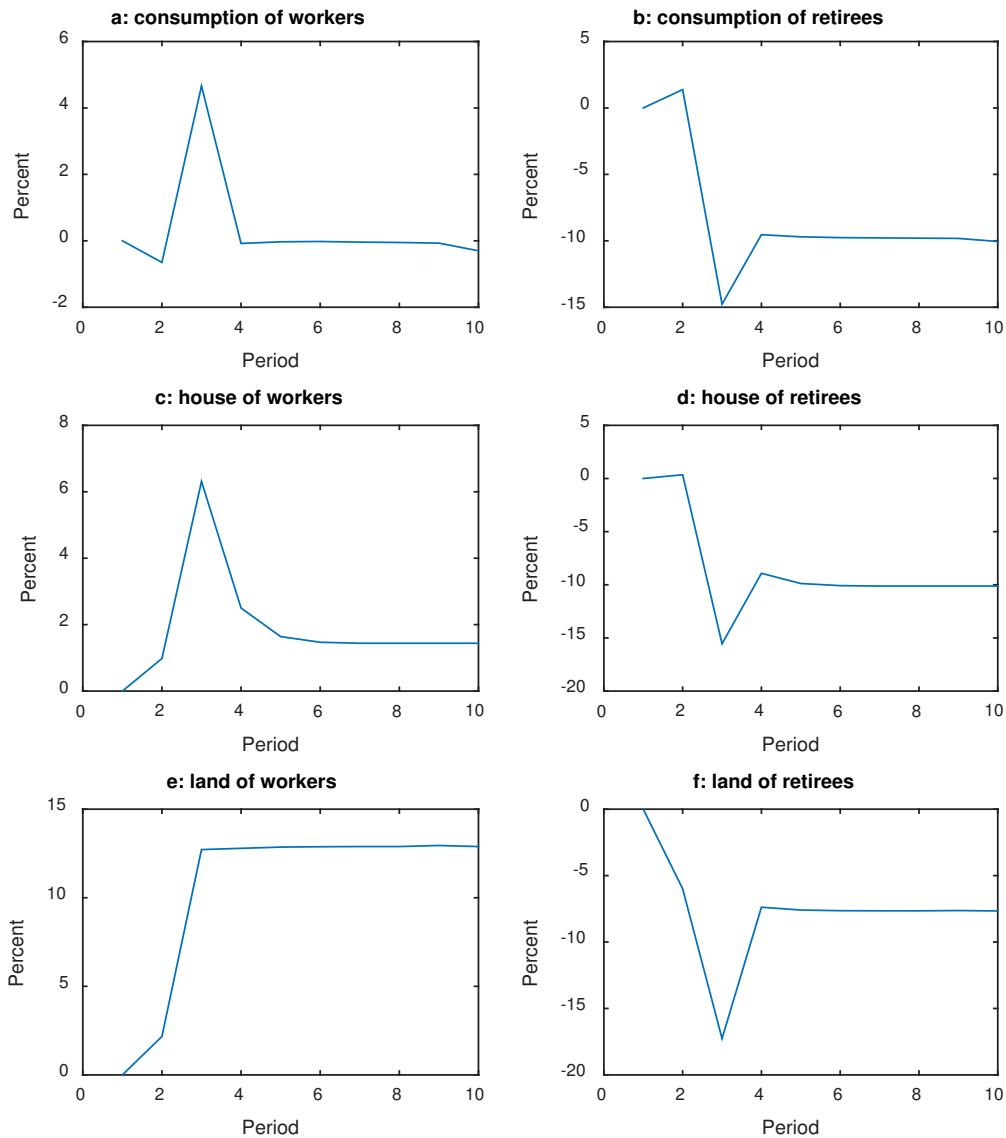 a: consumption of workers
6
4
2
0
-2
Percent
0 2 4 6 8 10
Period
b: consumption of retirees
5
0
-5
-10
-15
Percent
0 2 4 6 8 10
Period
c: house of workers
8
6
4
2
0
Percent
0 2 4 6 8 10
Period
d: house of retirees
5
0
-5
-10
-15
-20
Percent
0 2 4 6 8 10
Period
e: land of workers
15
10
5
0
Percent
0 2 4 6 8 10
Period
f: land of retirees
0
-5
-10
-15
-20
Percent
0 2 4 6 8 10
Period